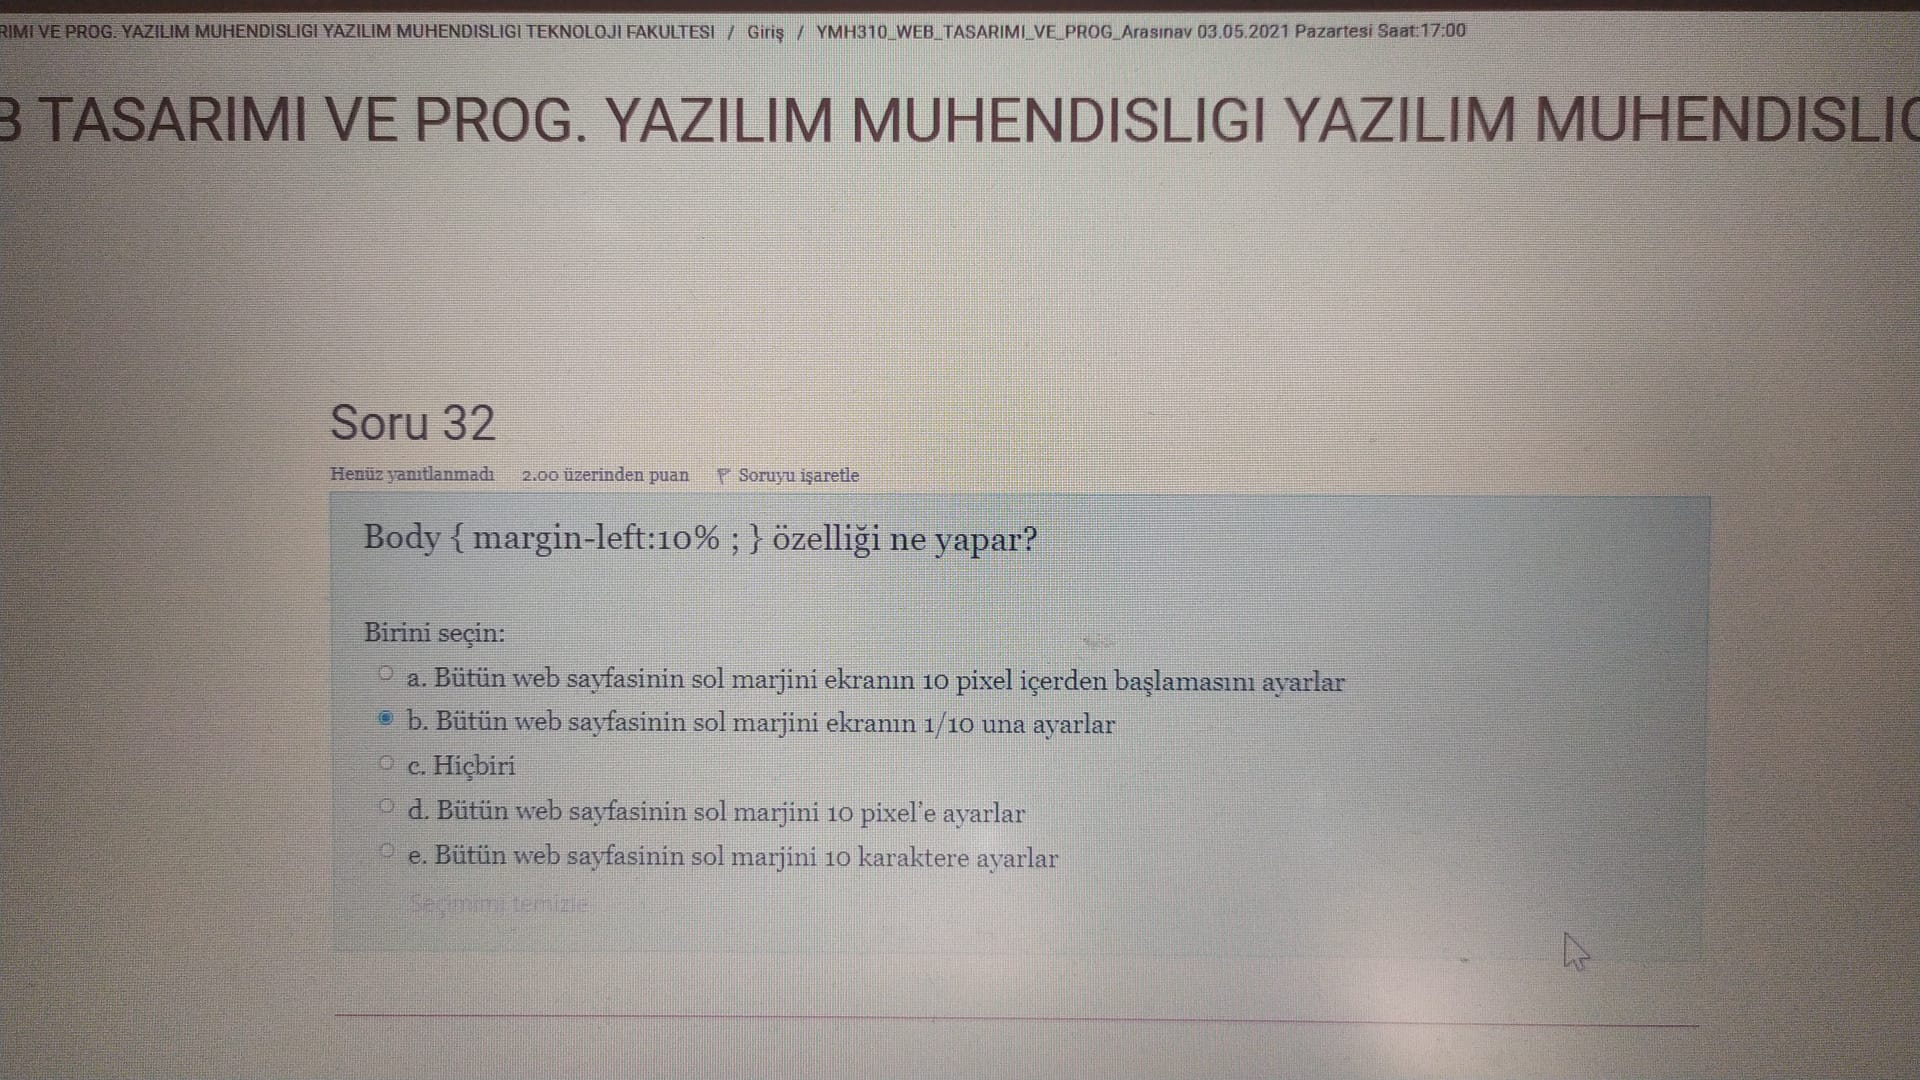 RIMI VE PROG. YAZILIM MUHENDISLIGI YAZILIM MUHENDISLIGI TEKNOLOJI FAKULTESI / Giriş / YMH310_WEB_TASARIMI_VE_PROG_Arasınav 03.05.2021 Pazartesi Saat:17:00
B TASARIMI VE PROG. YAZILIM MUHENDISLIGI YAZILIM MUHENDISLIG
Soru 32
Henüz yanıtlanmadı 2.00 üzerinden puan Soruyu işaretle
Body { margin-left:10% ; } özelliği ne yapar?
Birini seçin:
a. Bütün web sayfasinin sol marjini ekranın 10 pixel içerden başlamasını ayarlar
b. Bütün web sayfasinin sol marjini ekranın 1/10 una ayarlar
c. Hiçbiri
d. Bütün web sayfasinin sol marjini 10 pixel'e ayarlar
e. Bütün web sayfasinin sol marjini 10 karaktere ayarlar
Seçimimi temizle